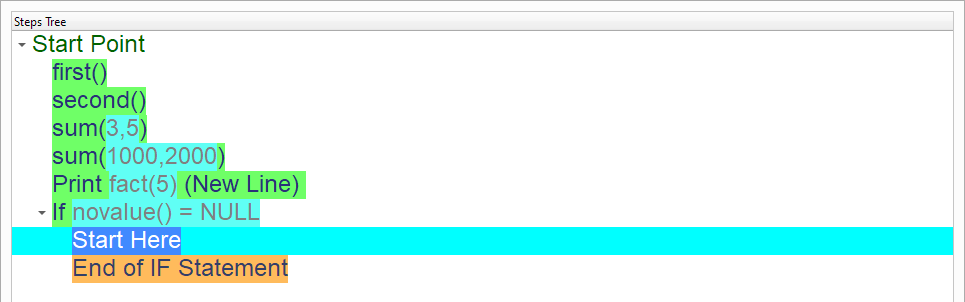 Steps Tree
Start Point
first()
second()
sum(3,5)
sum(1000,2000)
Print fact(5) (New Line)
If novalue() = NULL
Start Here
End of IF Statement